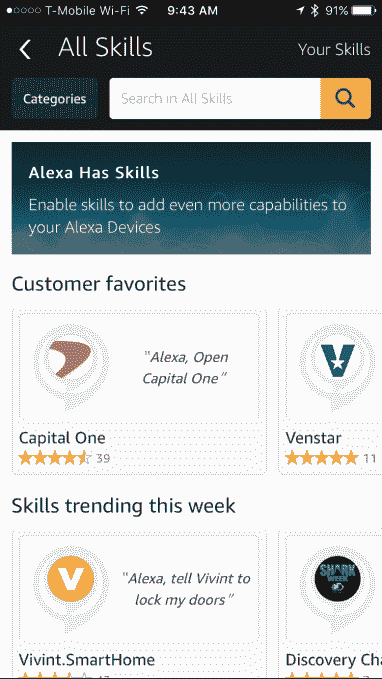 T-Mobile Wi-Fi 9:43 AM 91%
All Skills Your Skills
Categories Search in All Skills
Alexa Has Skills
Enable skills to add even more capabilities to
your Alexa Devices
Customer favorites
"Alexa, Open
Capital One"
V
Capital One
39
Venstar
11
Skills trending this week
V
"Alexa, tell Vivint to
lock my doors"
SHARK
WEEK
Vivint.SmartHome
Discovery Cha